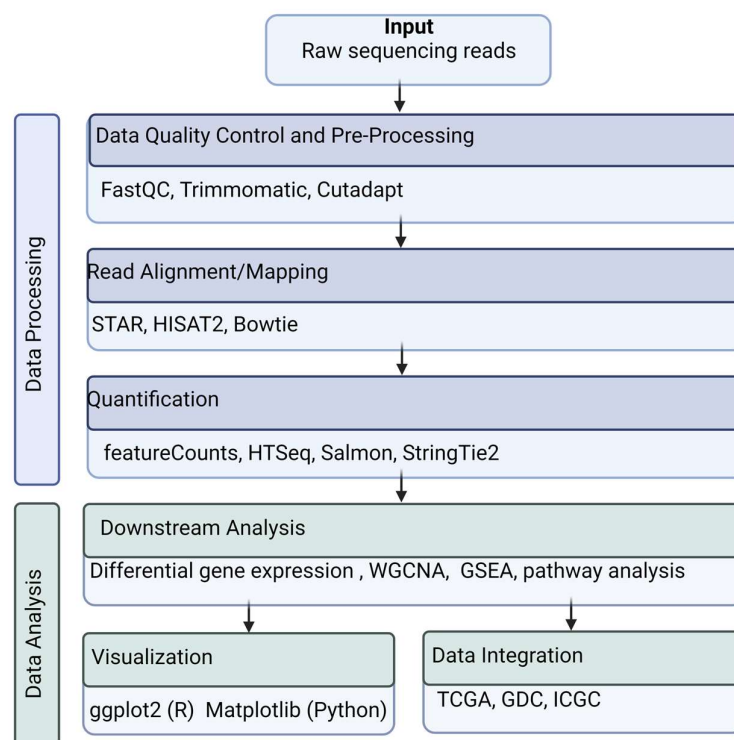 Input
Raw sequencing reads
Data Processing
Data Quality Control and Pre-Processing
FastQC, Trimmomatic, Cutadapt
Read Alignment/Mapping
STAR, HISAT2, Bowtie
Quantification
featureCounts, HTSeq, Salmon, StringTie2
Data Analysis
Downstream Analysis
Differential gene expression , WGCNA, GSEA, pathway analysis
Visualization
ggplot2 (R) Matplotlib (Python)
Data Integration
TCGA, GDC, ICGC